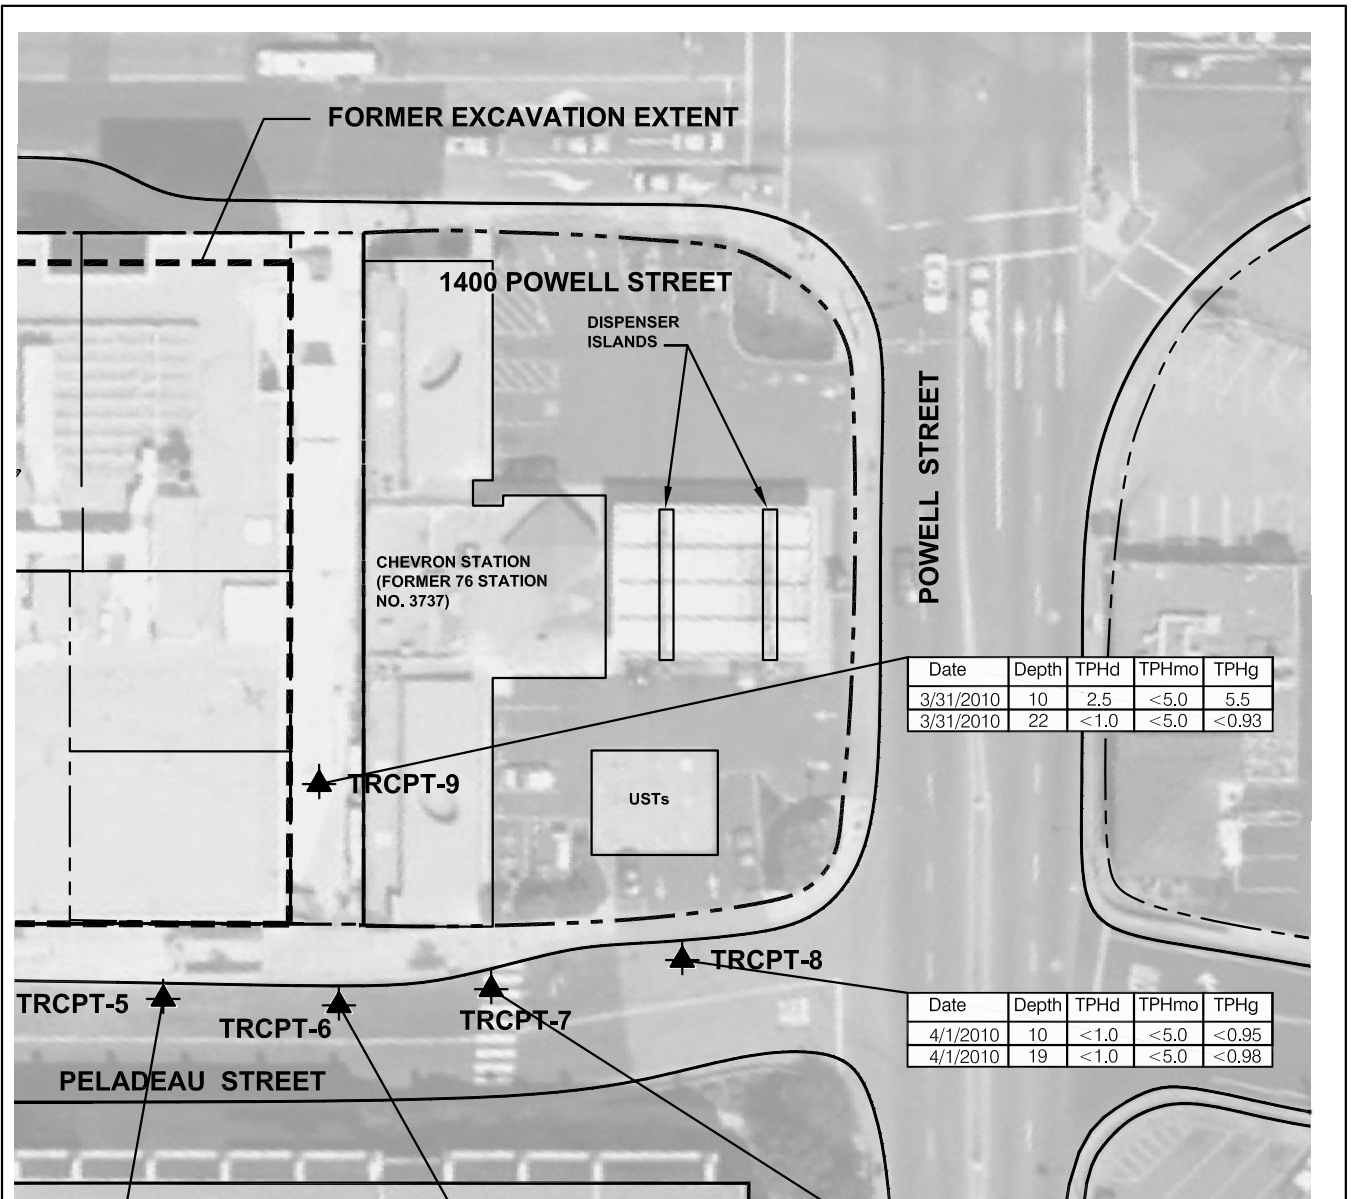 FORMER EXCAVATION EXTENT
1400 POWELL STREET
DISPENSER
ISLANDS
POWELL STREET
CHEVRON STATION
(FORMER 76 STATION
NO. 3737)
Date Depth TPHd TPHmo TPHg
3/31/2010 10 2.5 <5.0 5.5
3/31/2010 22 <1.0 <5.0 <0.93
TRCPT-9
USTs
TRCPT-8
TRCPT-5
TRCPT-6
TRCPT-7
Date Depth TPHd TPHmo TPHg
4/1/2010 10 <1.0 <5.0 <0.95
4/1/2010 19 <1.0 <5.0 <0.98
PELADEAU STREET